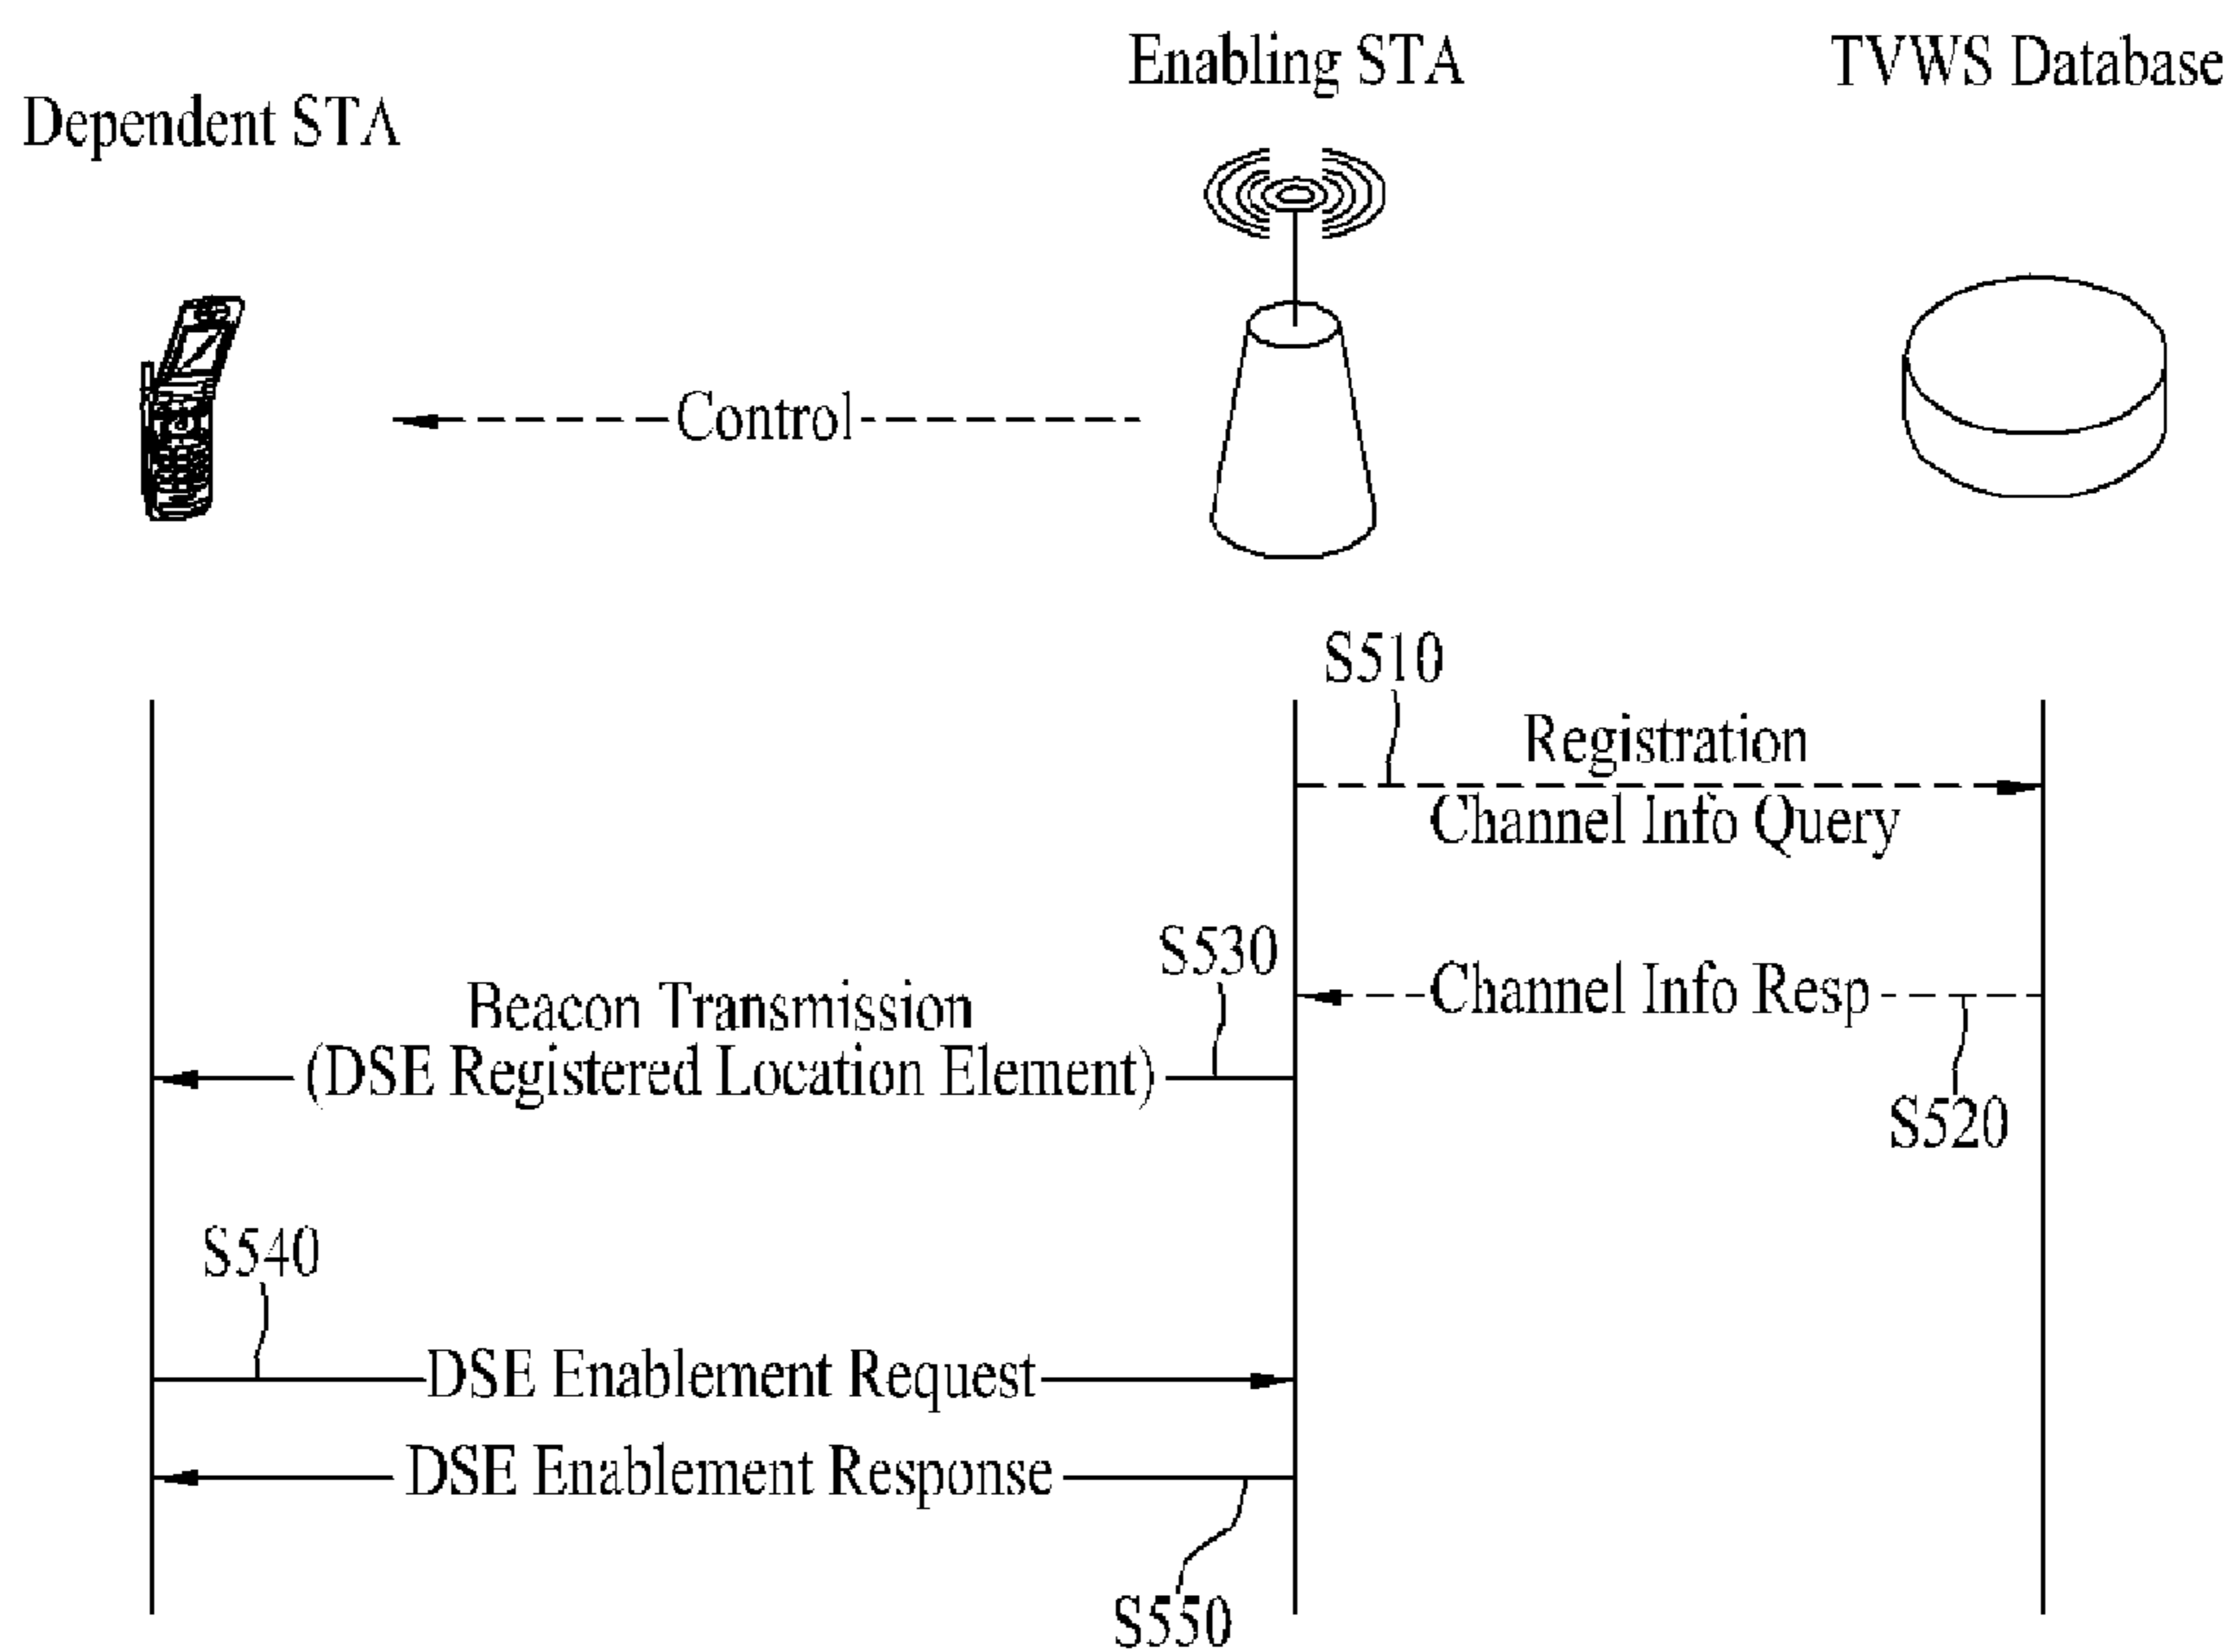 Enabling STA
TVWS Database
Dependent STA
Control
S510
Registration
Channel Info Query
S530
Channel Info Resp
Beacon Transmission
(DSE Registered Location Element)
S520
S540
DSE Enablement Request
DSE Enablement Response
S550